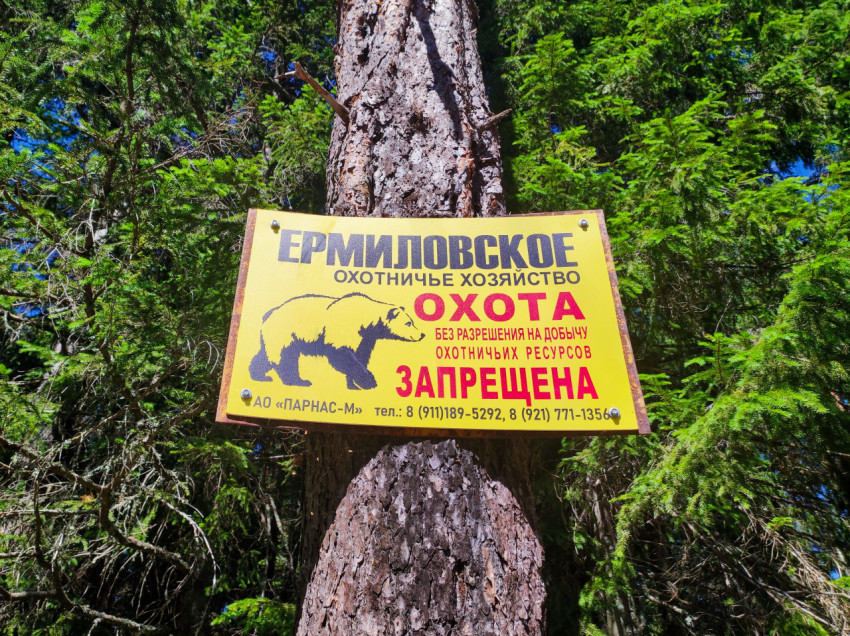 ЕРМИЛОВСКОЕ
ОХОТНИЧЬЕ ХОЗЯЙСТВО
ОХОТА
БЕЗ РАЗРЕШЕНИЯ НА ДОБЫЧУ
ОХОТНИЧЬИХ РЕСУРСОВ
ЗАПРЕЩЕНА
АО «ПАРНАС-М» тел.: 8 (911)189-5292, 8 (921) 771-1356